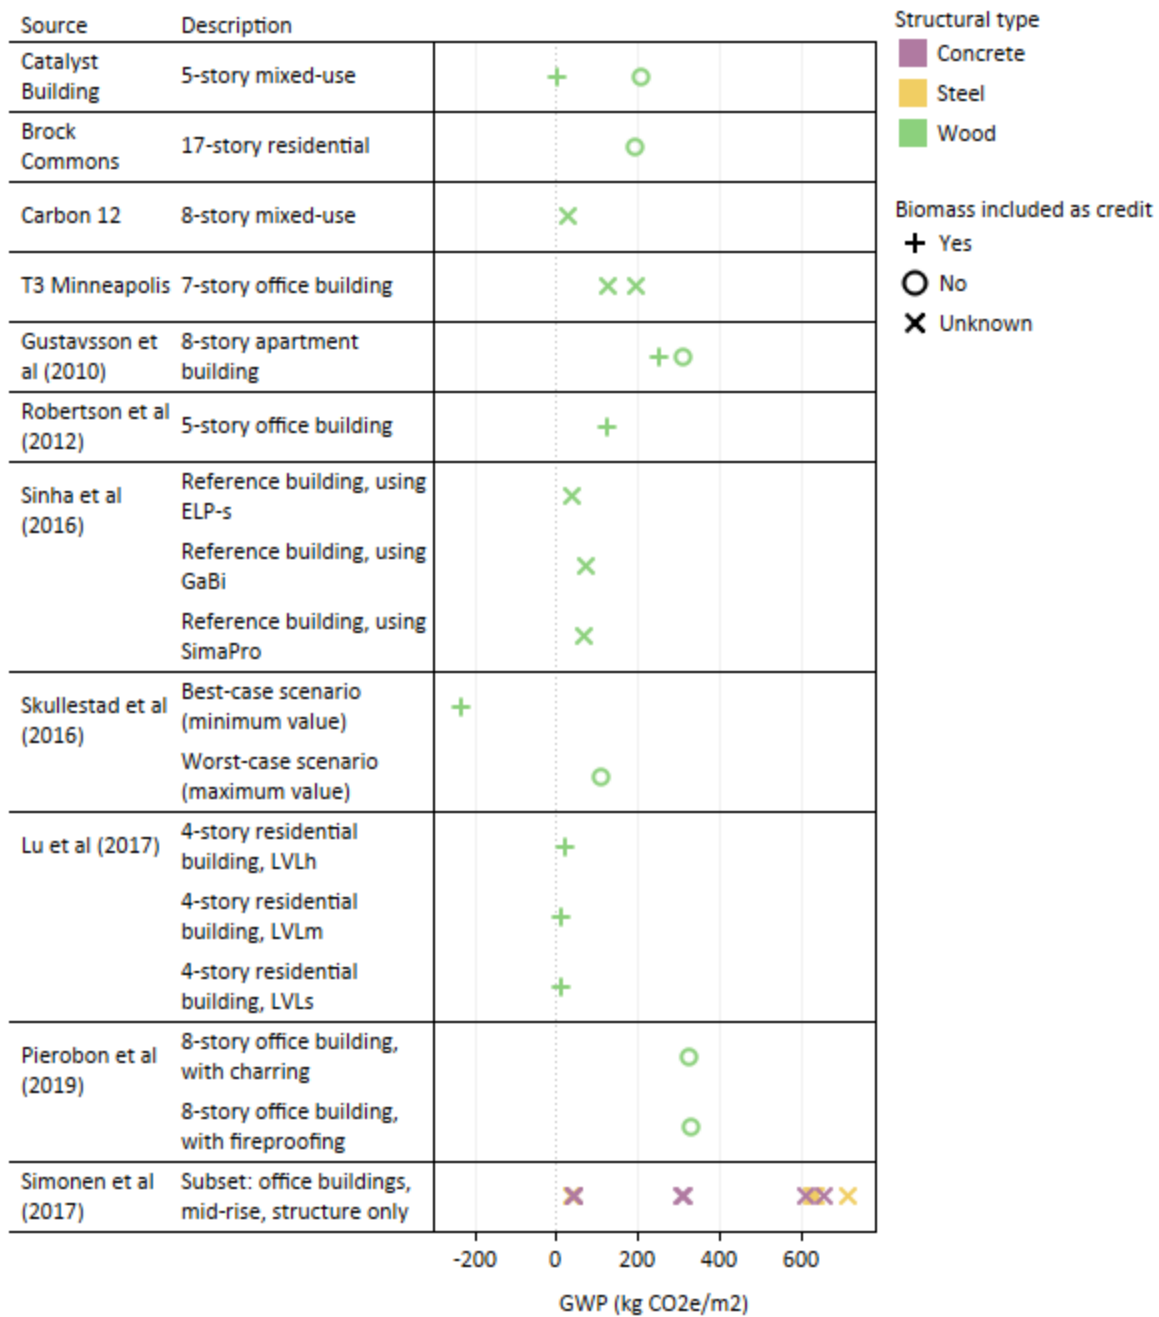 Source
Description
Structural type
Concrete
Steel
Wood
Biomass included as credit
Yes
No
Unknown
Catalyst
Building
5-story mixed-use
Brock
Commons
17-story residential
Carbon 12
8-story mixed-use
T3 Minneapolis
7-story office building
Gustavsson et
al (2010)
8-story apartment
building
Robertson et al
(2012)
5-story office building
Sinha et al
(2016)
Reference building, using
ELP-s
Reference building, using
GaBi
Reference building, using
SimaPro
Skullestad et al
(2016)
Best-case scenario
(minimum value)
Worst-case scenario
(maximum value)
Lu et al (2017)
4-story residential
building, LVLh
4-story residential
building, LVLm
4-story residential
building, LVLs
Pierobon et al
(2019)
8-story office building,
with charring
8-story office building,
with fireproofing
Simonen et al
(2017)
Subset: office buildings,
mid-rise, structure only
-200 0 200 400 600
GWP (kg CO2e/m2)